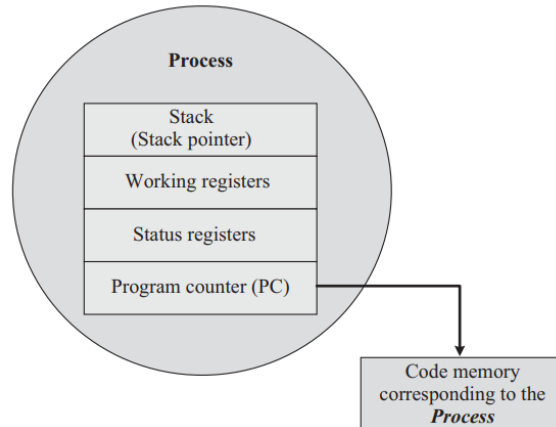 Process
Stack
(Stack pointer)
Working registers
Status registers
Program counter (PC)
Code memory
corresponding to the
Process